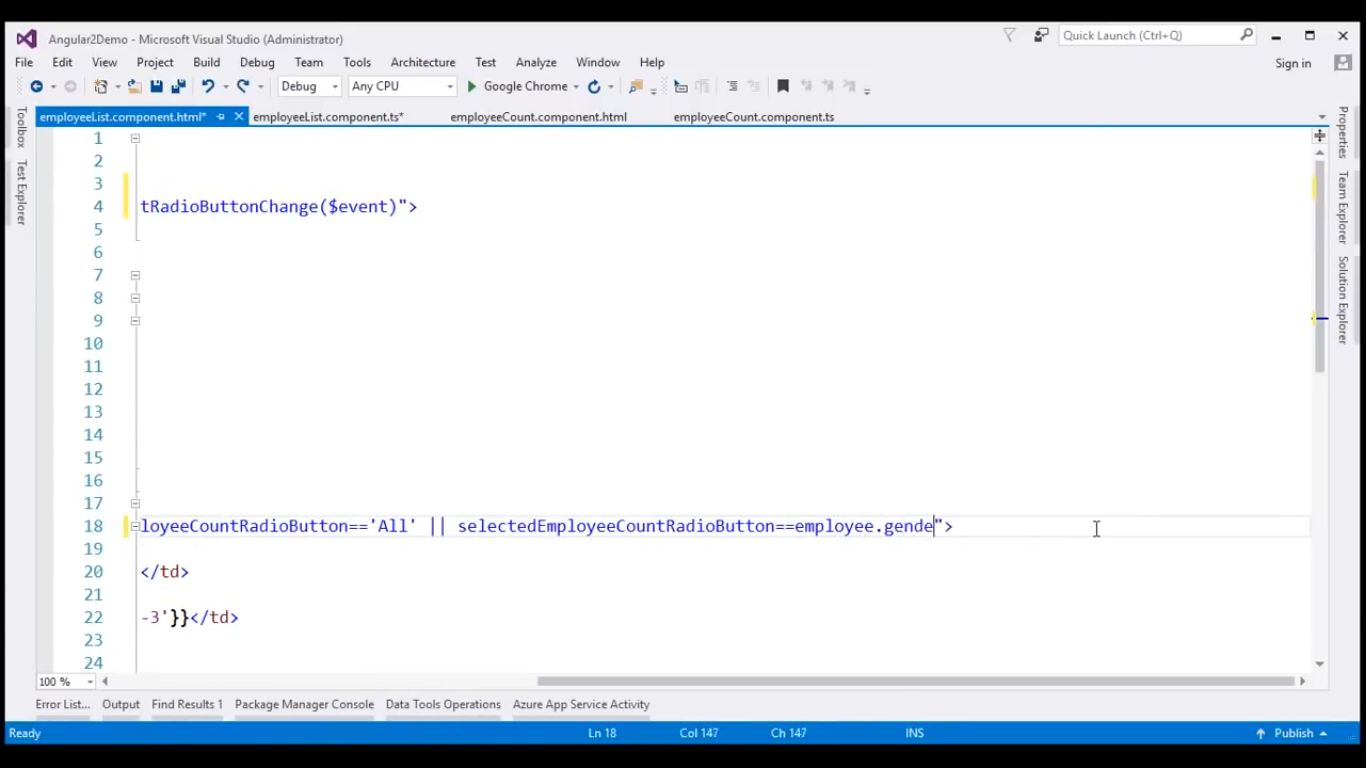 Angular2Demo - Microsoft Visual Studio (Administrator)
Quick Launch (Ctrl+Q)
File Edit View Project Build Debug Team Tools Architecture Test Analyze Window Help
Sign in
Debug Any CPU Google Chrome
employeeList.component.html* employeeList.component.ts* employeeCount.component.html employeeCount.component.ts
Toolbox
Test Explorer
Properties
Team Explorer
Solution Explorer
1
2
3
4 tRadioButtonChange($event)">
5
6
7
8
9
10
11
12
13
14
15
16
17
18 loyeeCountRadioButton=='All' || selectedEmployeeCountRadioButton==employee.gende">
19
20 </td>
21
22 -3'}}</td>
23
24
100 %
Error List... Output Find Results 1 Package Manager Console Data Tools Operations Azure App Service Activity
Ready Ln 18 Col 147 Ch 147 INS Publish